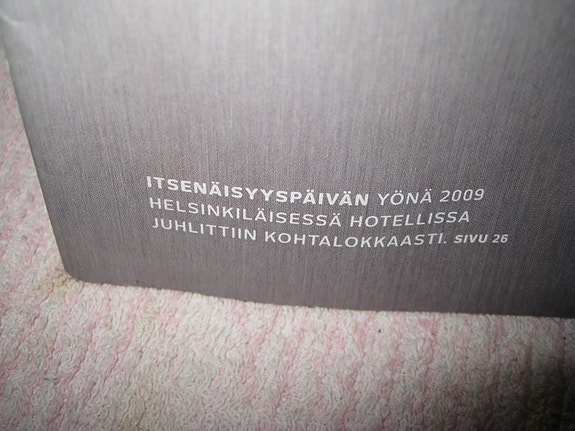 ITSENÄISYYSPÄIVÄN YÖNÄ 2009
HELSINKILÄISESSÄ HOTELLISSA
JUHLITTIIN KOHTALOKKAASTI. SIVU 26